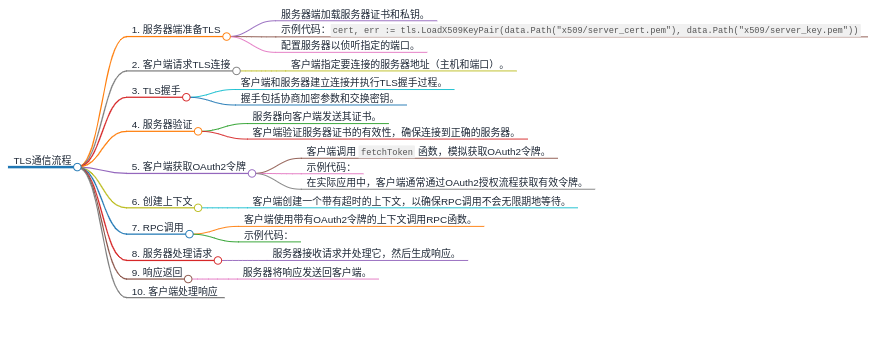 TLS通信流程
1. 服务器端准备TLS
服务器端加载服务器证书和私钥。
示例代码: cert, err := tls.LoadX509KeyPair(data.Path("x509/server_cert.pem"), data.Path("x509/server_key.pem"))
配置服务器以侦听指定的端口。
2. 客户端请求TLS连接
客户端指定要连接的服务器地址（主机和端口）。
3. TLS握手
客户端和服务器建立连接并执行TLS握手过程。
握手包括协商加密参数和交换密钥。
4. 服务器验证
服务器向客户端发送其证书。
客户端验证服务器证书的有效性，确保连接到正确的服务器。
5. 客户端获取OAuth2令牌
客户端调用 fetchToken 函数，模拟获取OAuth2令牌。
示例代码:
在实际应用中，客户端通常通过OAuth2授权流程获取有效令牌。
6. 创建上下文
客户端创建一个带有超时的上下文，以确保RPC调用不会无限期地等待。
7. RPC调用
客户端使用带有OAuth2令牌的上下文调用RPC函数。
示例代码:
8. 服务器处理请求
服务器接收请求并处理它，然后生成响应。
9. 响应返回
服务器将响应发送回客户端。
10. 客户端处理响应